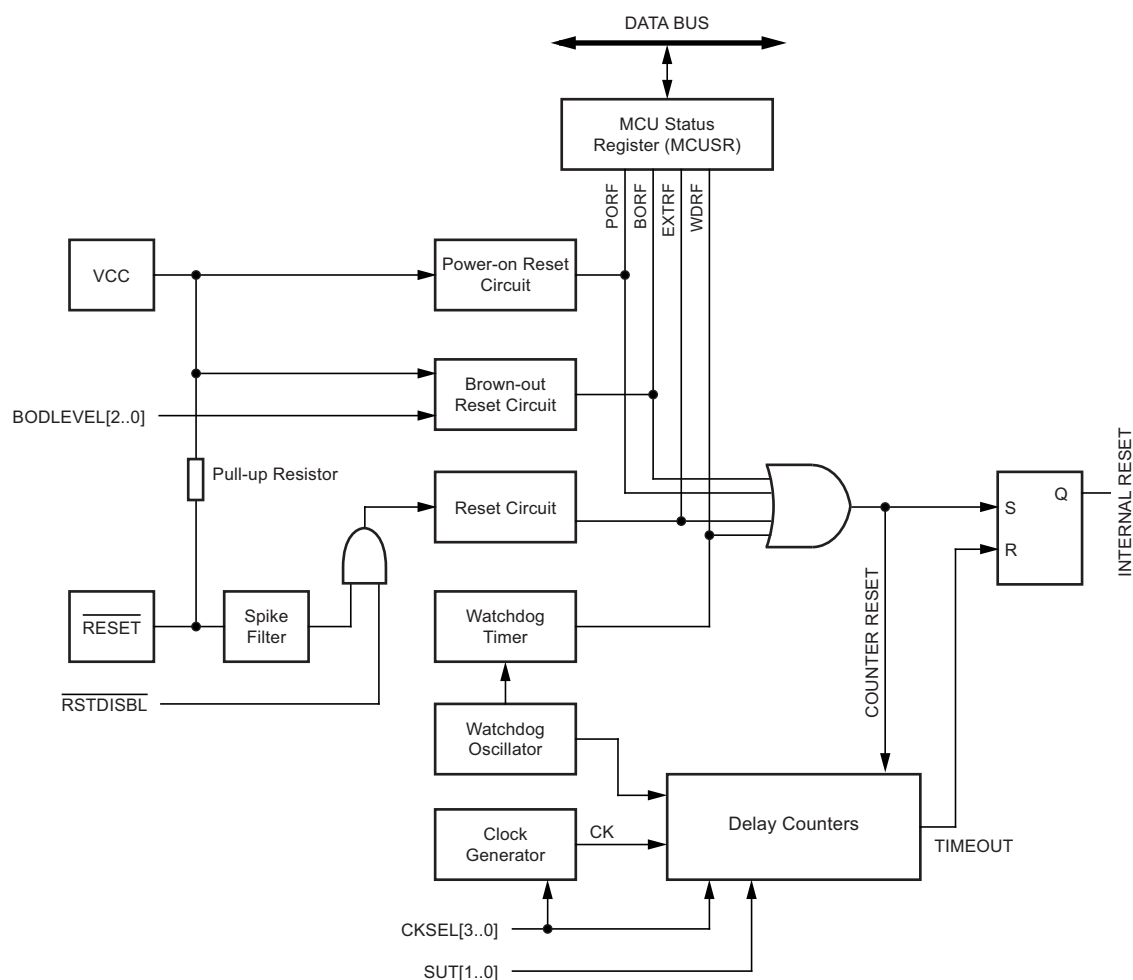 DATA BUS
MCU Status
Register (MCUSR)
PORF
BORF
EXTRF
WDRF
VCC
Power-on Reset
Circuit
Brown-out
Reset Circuit
BODLEVEL[2..0]
Pull-up Resistor
Reset Circuit
S
Q
R
INTERNAL RESET
RESET
Spike
Filter
Watchdog
Timer
COUNTER RESET
RSTDISBL
Watchdog
Oscillator
Clock
Generator
CK
Delay Counters
TIMEOUT
CKSEL[3..0]
SUT[1..0]